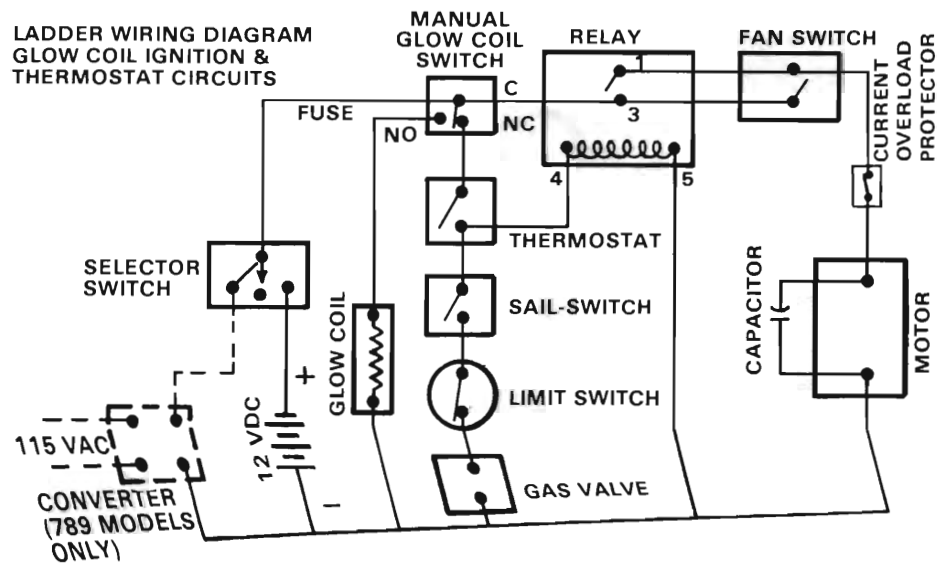 LADDER WIRING DIAGRAM
GLOW COIL IGNITION &
THERMOSTAT CIRCUITS
MANUAL
GLOW COIL
SWITCH
RELAY
FAN SWITCH
CURRENT
OVERLOAD
PROTECTOR
FUSE
C
NO
NC
1
3
4
5
THERMOSTAT
SELECTOR
SWITCH
SAIL-SWITCH
CAPACITOR
MOTOR
GLOW COIL
LIMIT SWITCH
+
12 VDC
−
115 VAC
GAS VALVE
CONVERTER
(789 MODELS
ONLY)